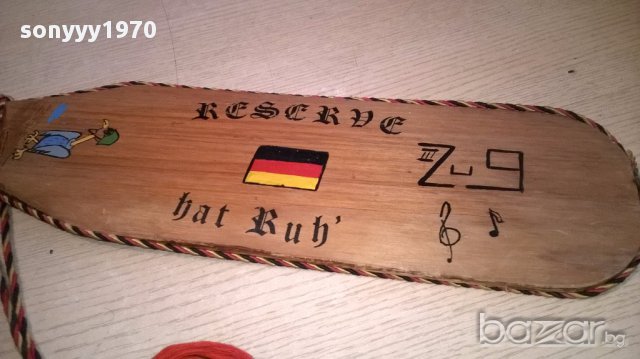 sonyyy1970
RESERVE
III Zug
hat Ruh'
bazar.bg